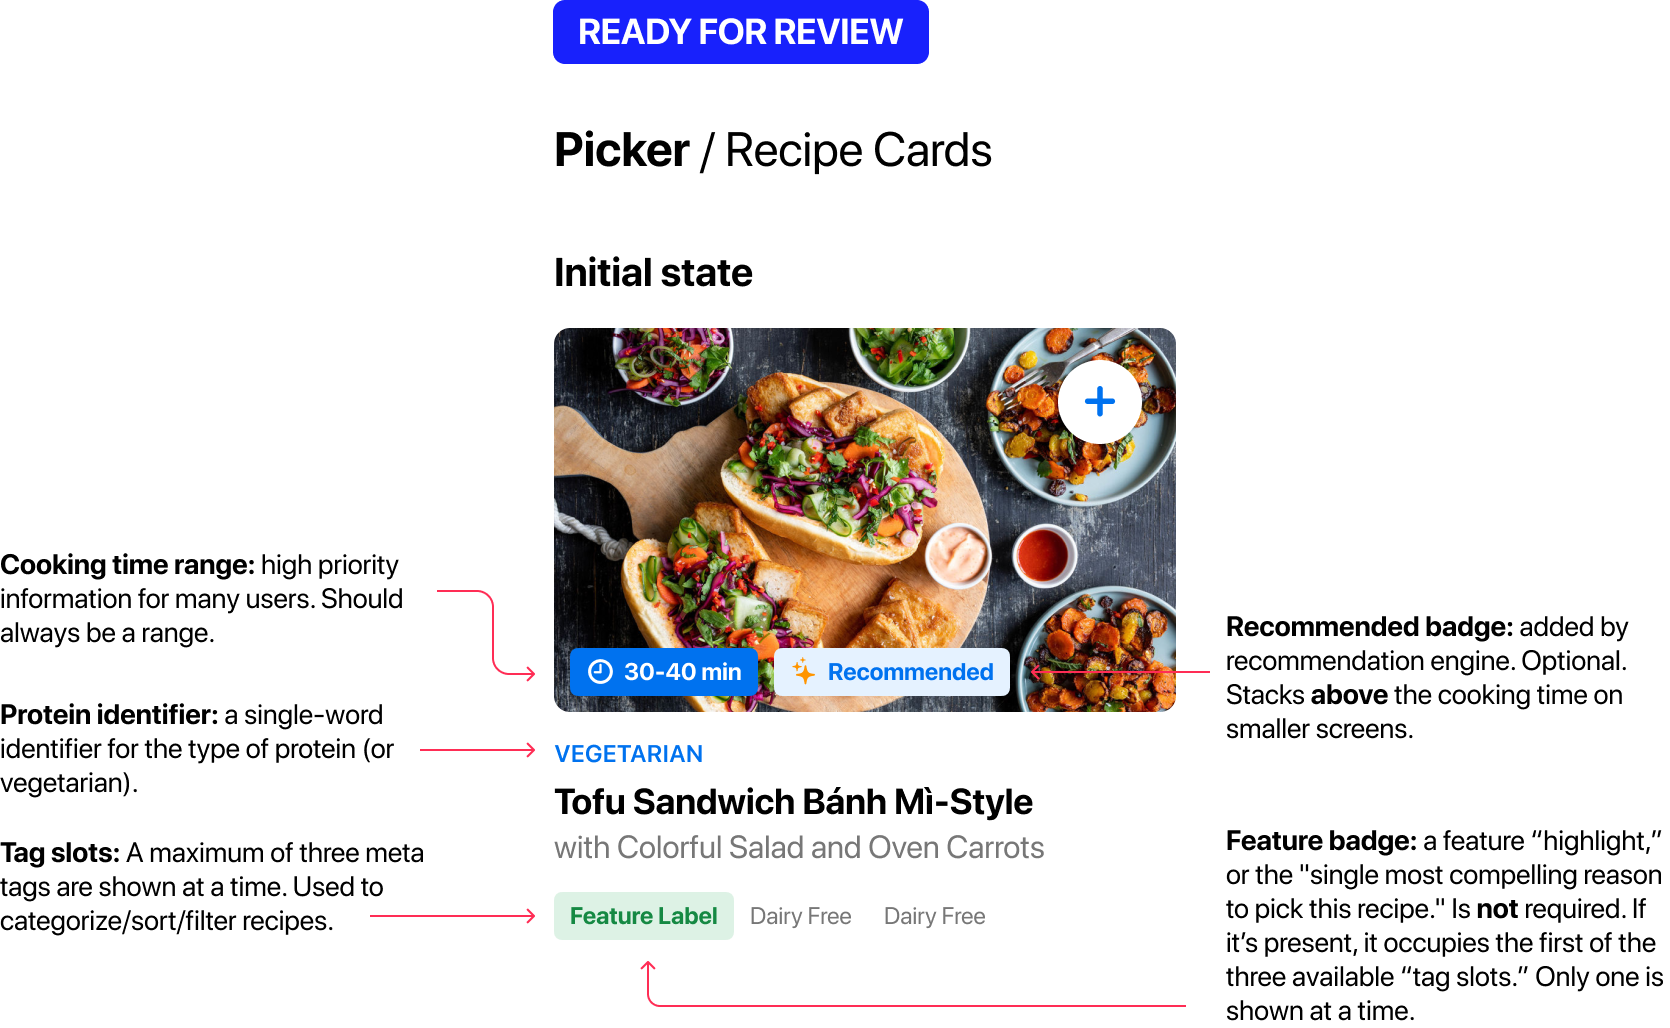 READY FOR REVIEW
Picker / Recipe Cards
Initial state
Cooking time range: high priority
information for many users. Should
always be a range.
Protein identifier: a single-word
identifier for the type of protein (or
vegetarian).
Tag slots: A maximum of three meta
tags are shown at a time. Used to
categorize/sort/filter recipes.
30-40 min
Recommended
VEGETARIAN
Tofu Sandwich Bánh Mì-Style
with Colorful Salad and Oven Carrots
Feature Label
Dairy Free
Dairy Free
Recommended badge: added by
recommendation engine. Optional.
Stacks above the cooking time on
smaller screens.
Feature badge: a feature “highlight,”
or the "single most compelling reason
to pick this recipe." Is not required. If
it’s present, it occupies the first of the
three available “tag slots.” Only one is
shown at a time.